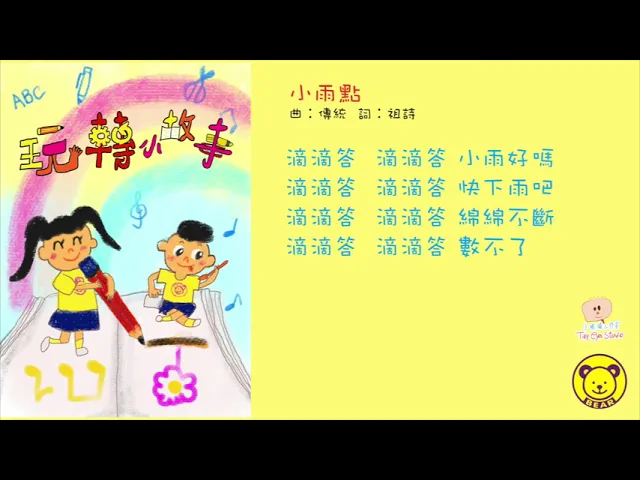 ABC
玩轉小故事
小雨點
曲：傳統 詞：祖詩
滴滴答 滴滴答 小雨好嗎
滴滴答 滴滴答 快下雨吧
滴滴答 滴滴答 綿綿不斷
滴滴答 滴滴答 數不了
BEAR